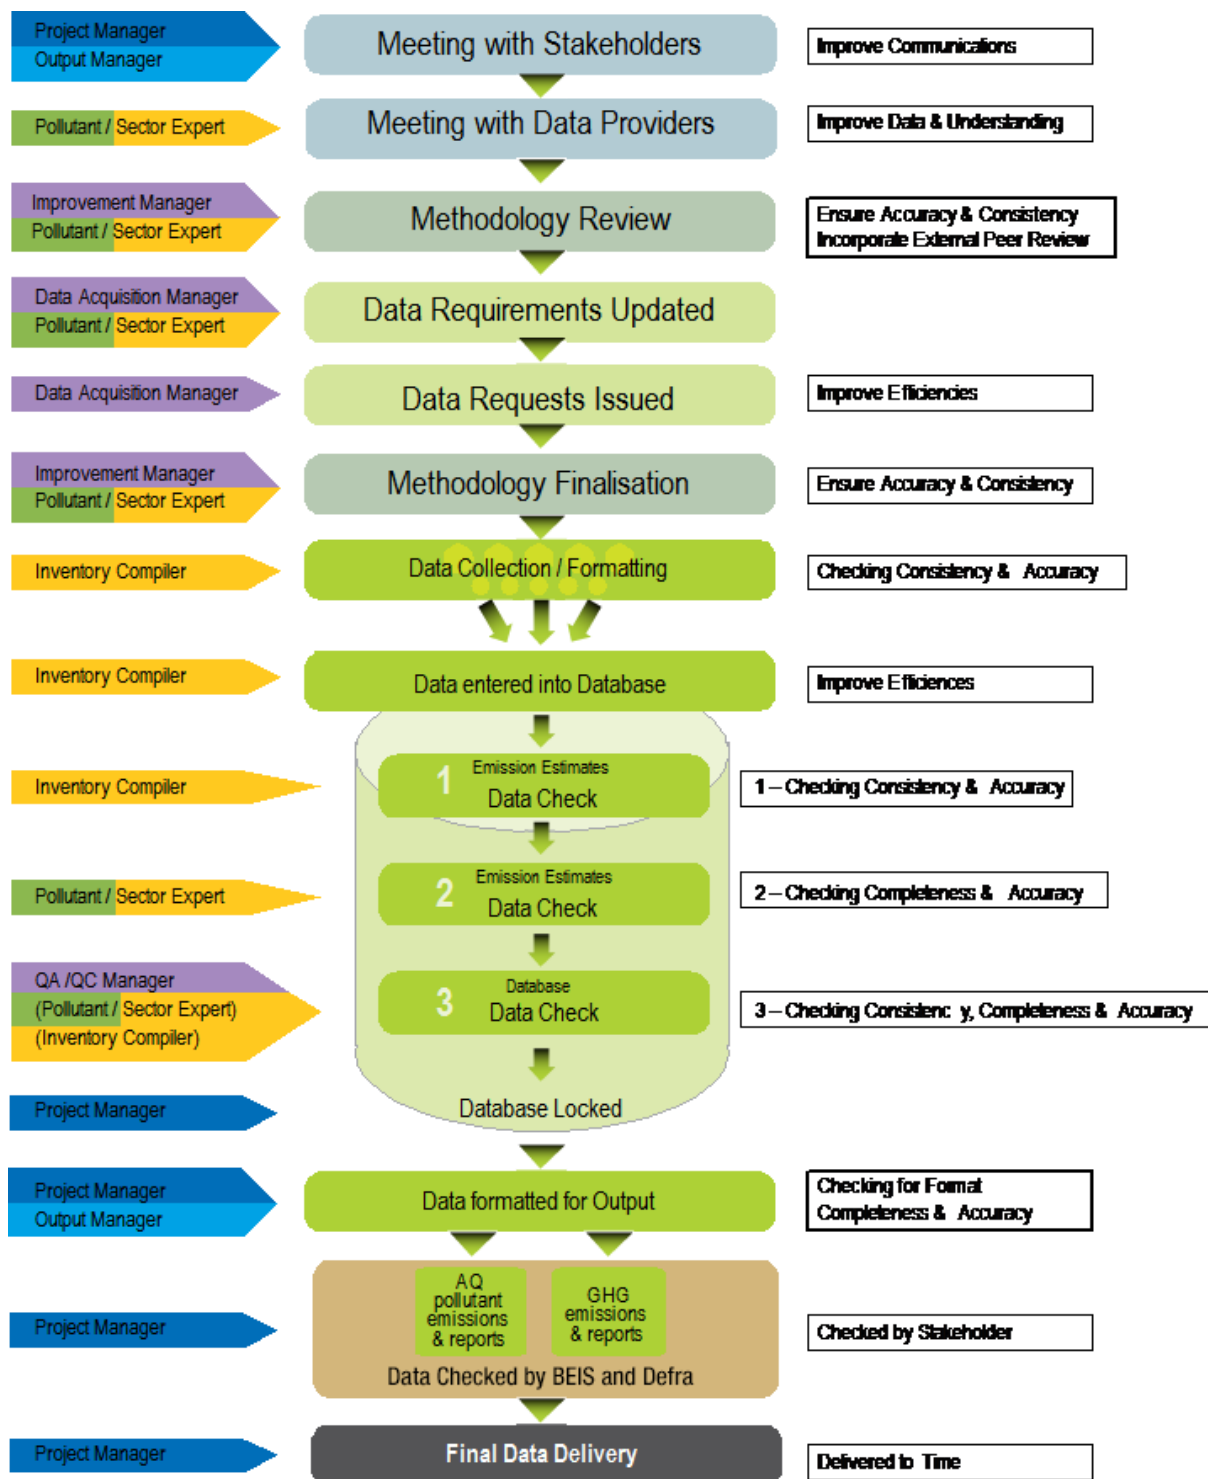 Project Manager
Output Manager
Meeting with Stakeholders
Improve Communications
Pollutant / Sector Expert
Meeting with Data Providers
Improve Data & Understanding
Improvement Manager
Pollutant / Sector Expert
Methodology Review
Ensure Accuracy & Consistency
Incorporate External Peer Review
Data Acquisition Manager
Pollutant / Sector Expert
Data Requirements Updated
Data Acquisition Manager
Data Requests Issued
Improve Efficiencies
Improvement Manager
Pollutant / Sector Expert
Methodology Finalisation
Ensure Accuracy & Consistency
Inventory Compiler
Data Collection / Formatting
Checking Consistency & Accuracy
Inventory Compiler
Data entered into Database
Improve Efficiences
Inventory Compiler
1
Emission Estimates
Data Check
1 – Checking Consistency & Accuracy
Pollutant / Sector Expert
2
Emission Estimates
Data Check
2 – Checking Completeness & Accuracy
QA /QC Manager
(Pollutant / Sector Expert)
(Inventory Compiler)
3
Database
Data Check
3 – Checking Consistenc y, Completeness & Accuracy
Project Manager
Database Locked
Project Manager
Output Manager
Data formatted for Output
Checking for Format
Completeness & Accuracy
Project Manager
AQ
pollutant
emissions
& reports
GHG
emissions
& reports
Data Checked by BEIS and Defra
Checked by Stakeholder
Project Manager
Final Data Delivery
Delivered to Time